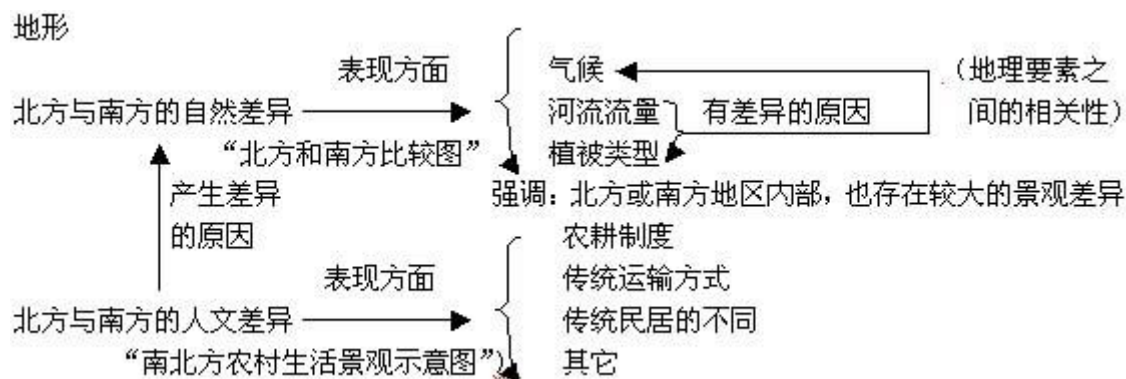 地形
表现方面 气候 （地理要素之
北方与南方的自然差异 河流流量 有差异的原因 间的相关性）
“北方和南方比较图” 植被类型
产生差异 强调：北方或南方地区内部，也存在较大的景观差异
的原因 农耕制度
表现方面 传统运输方式
北方与南方的人文差异 传统民居的不同
“南北方农村生活景观示意图”） 其它